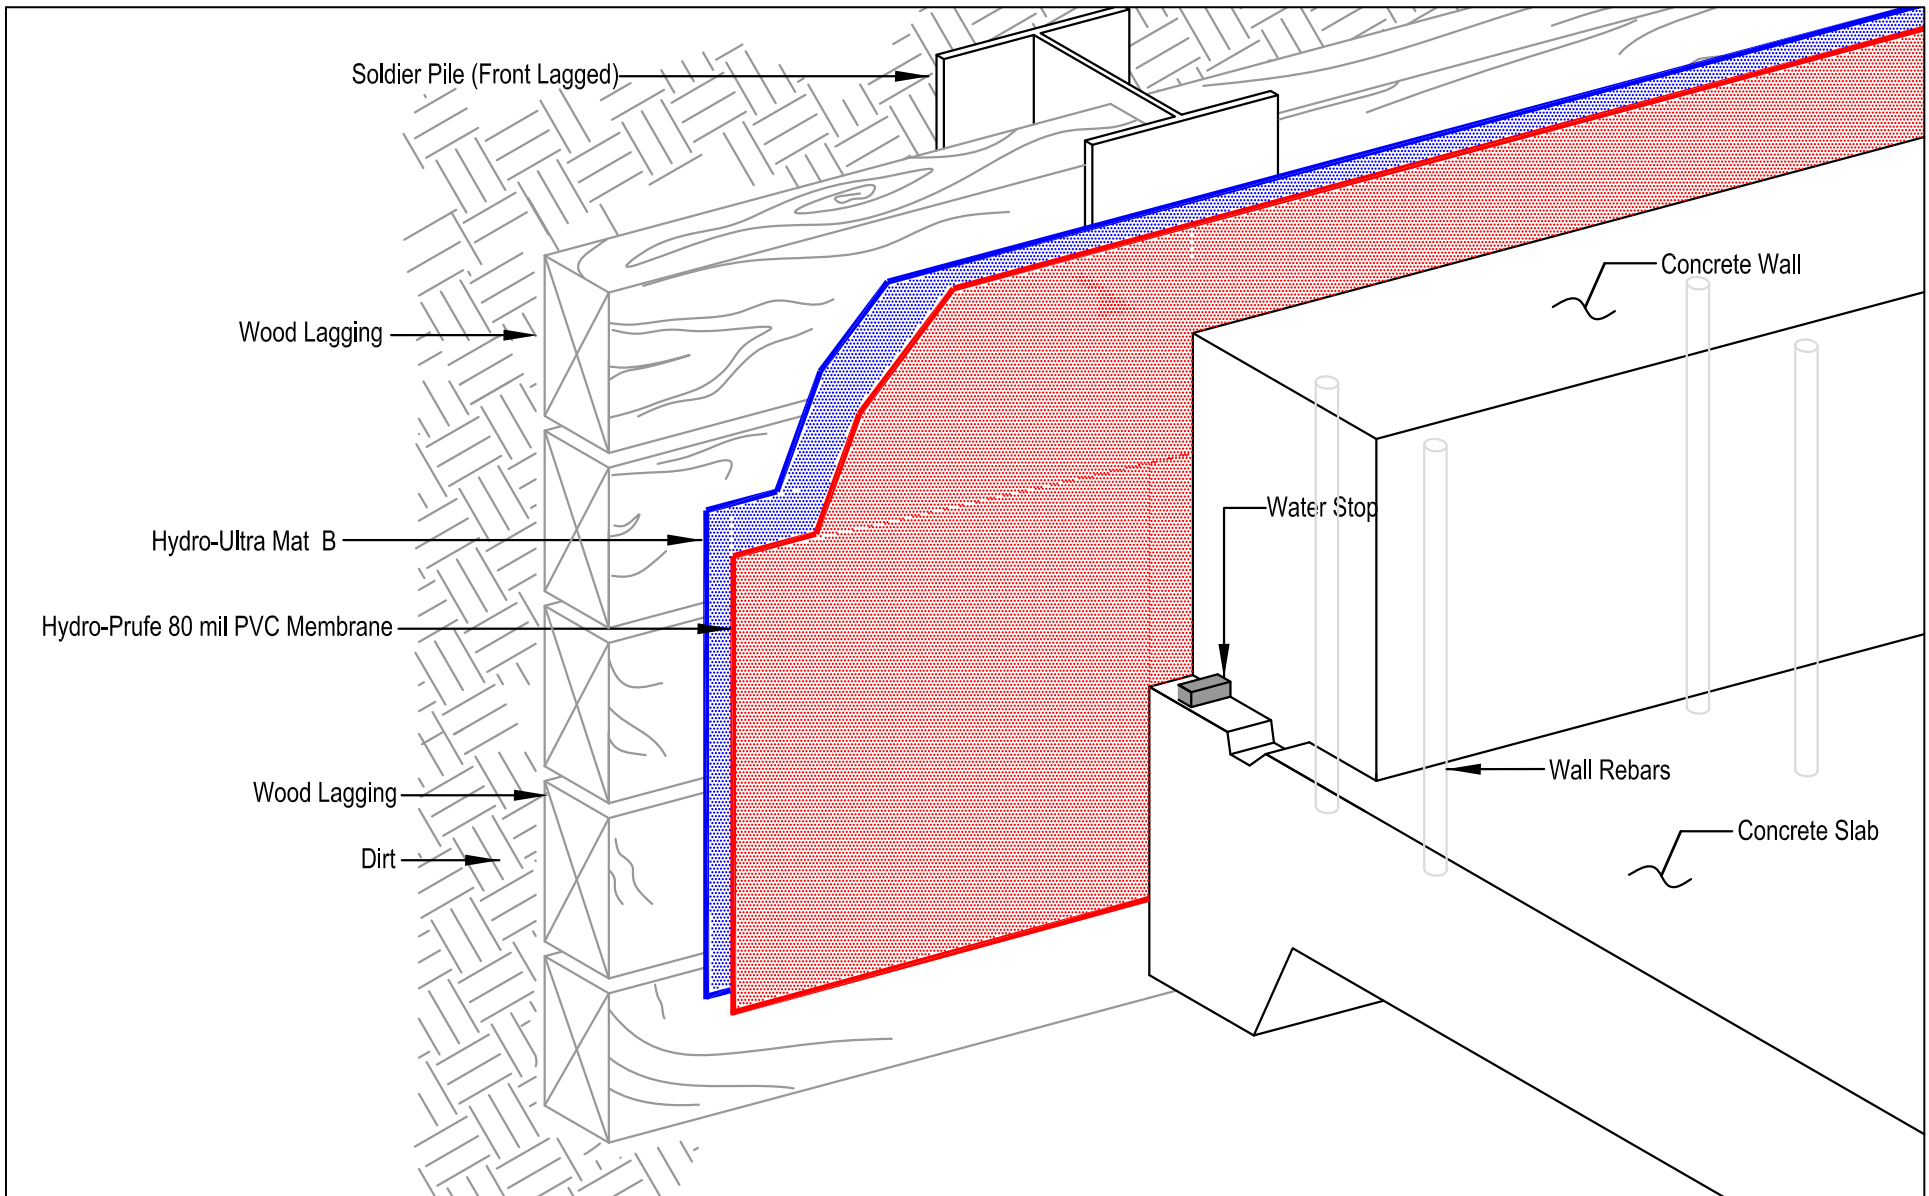 Soldier Pile (Front Lagged)
Concrete Wall
Wood Lagging
Water Stop
Hydro-Ultra Mat  B
Hydro-Prufe 80 mil PVC Membrane
Wall Rebars
Wood Lagging
Concrete Slab
Dirt